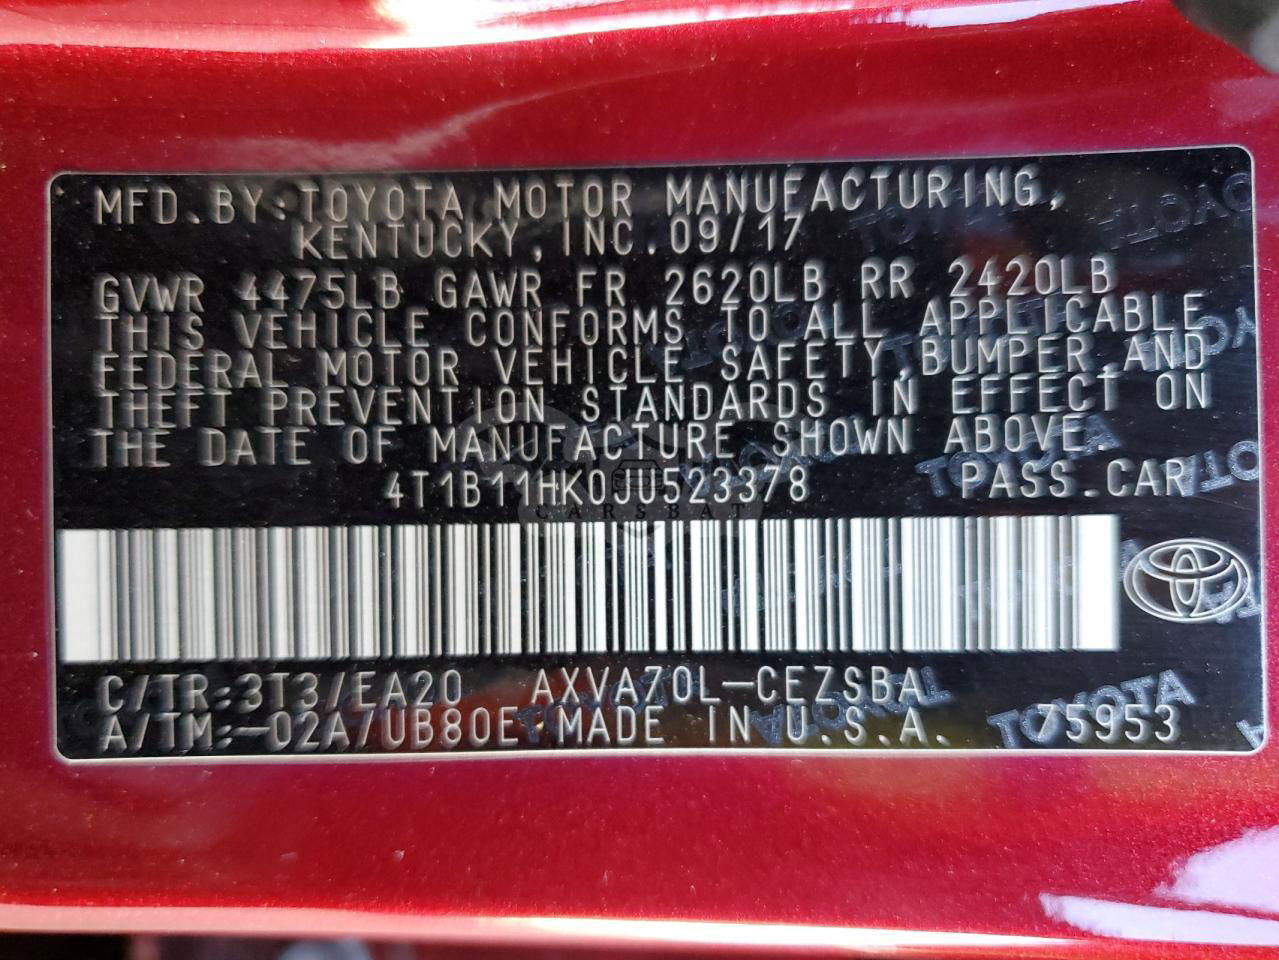 MFD.BY:TOYOTA MOTOR MANUFACTURING,
KENTUCKY,INC.09/17
GVWR 4475LB GAWR FR 2620LB RR 2420LB
THIS VEHICLE CONFORMS TO ALL APPLICABLE
FEDERAL MOTOR VEHICLE SAFETY,BUMPER,AND
THEFT PREVENTION STANDARDS IN EFFECT ON
THE DATE OF MANUFACTURE SHOWN ABOVE.
4T1B11HK0JU523378 PASS.CAR
CARSBAT
C/TR:3T3/EA20 AXVA70L-CEZSBA
A/TM:-02A/UB80E MADE IN U.S.A. 75953